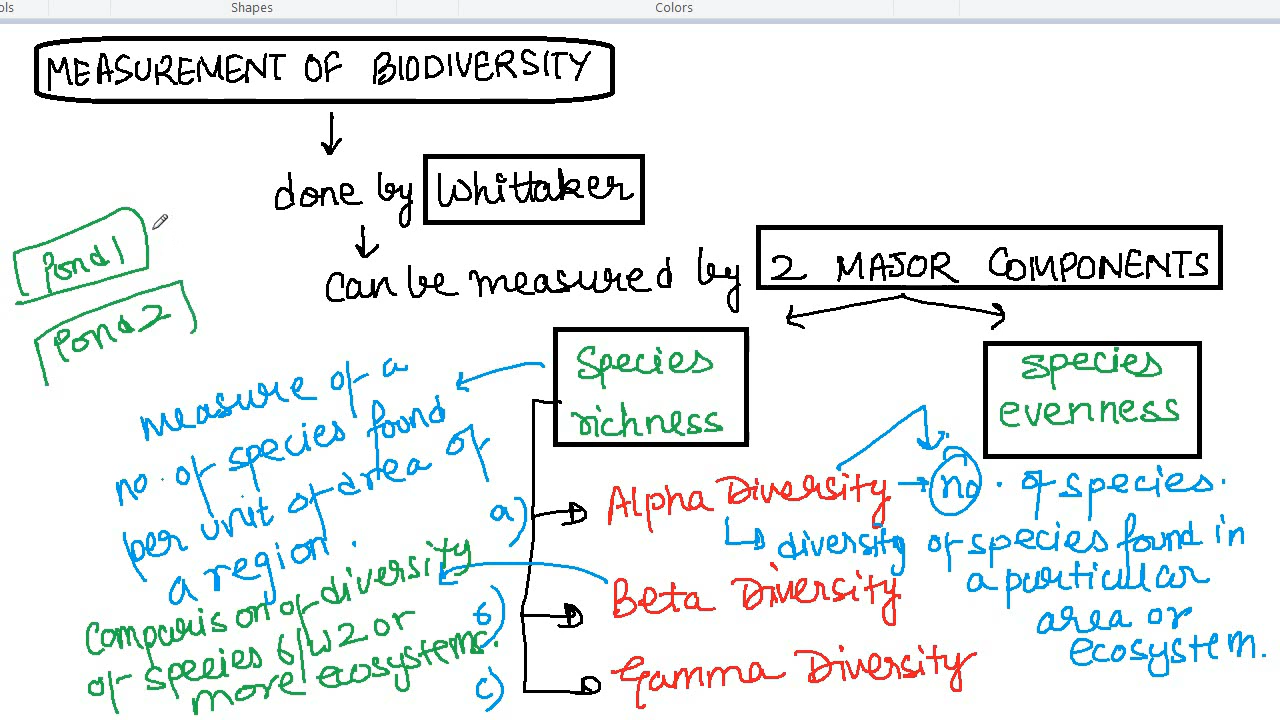 ols
Shapes
Colors
MEASUREMENT OF BIODIVERSITY
done by Whittaker
can be measured by 2 MAJOR COMPONENTS
Pond 1
Pond 2
Species
richness
species
evenness
measure of a
no. of species found
per unit of area of
a region.
a) Alpha Diversity → no. of species.
diversity of species found in
a particular
area or
ecosystem.
b) Beta Diversity
Comparison of diversity
of species b/w 2 or
more ecosystems.
c) Gamma Diversity